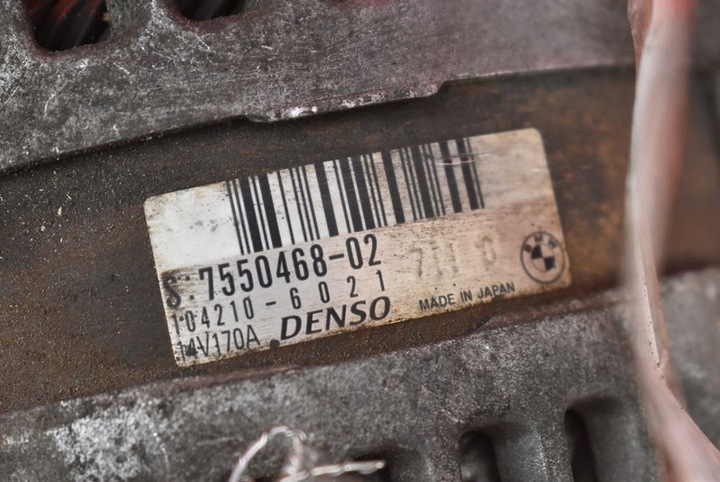 S:7550468-02
104210-6021
14V170A DENSO MADE IN JAPAN
BMW